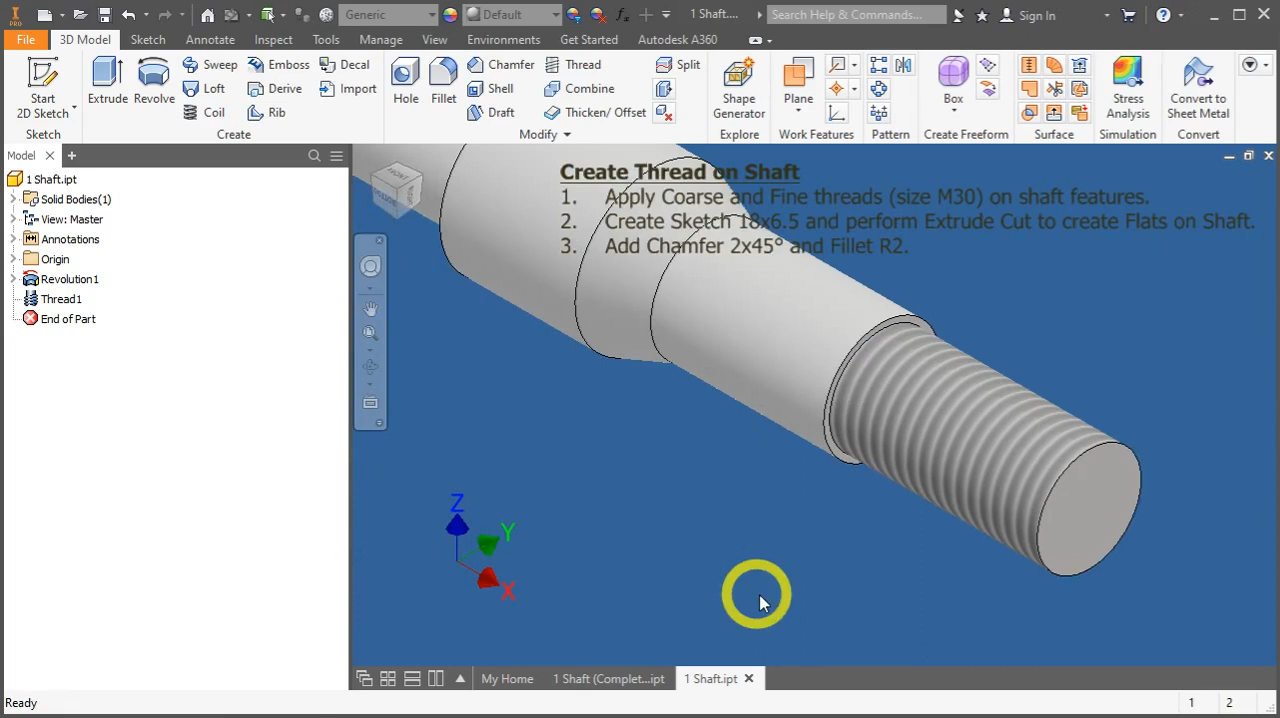 PRO
Generic
Default
1 Shaft....
Search Help & Commands...
Sign In
File
3D Model
Sketch
Annotate
Inspect
Tools
Manage
View
Environments
Get Started
Autodesk A360
Start
2D Sketch
Sketch
Extrude
Revolve
Sweep
Loft
Coil
Emboss
Derive
Rib
Decal
Import
Create
Hole
Fillet
Chamfer
Shell
Draft
Thread
Combine
Thicken/ Offset
Split
Modify
Shape
Generator
Explore
Plane
Work Features
Pattern
Box
Create Freeform
Surface
Stress
Analysis
Simulation
Convert to
Sheet Metal
Convert
Model
1 Shaft.ipt
Solid Bodies(1)
View: Master
Annotations
Origin
Revolution1
Thread1
End of Part
Create Thread on Shaft
1. Apply Coarse and Fine threads (size M30) on shaft features.
2. Create Sketch 18x6.5 and perform Extrude Cut to create Flats on Shaft.
3. Add Chamfer 2x45° and Fillet R2.
FRONT
Z
Y
X
My Home
1 Shaft (Complet...ipt
1 Shaft.ipt
Ready
1
2